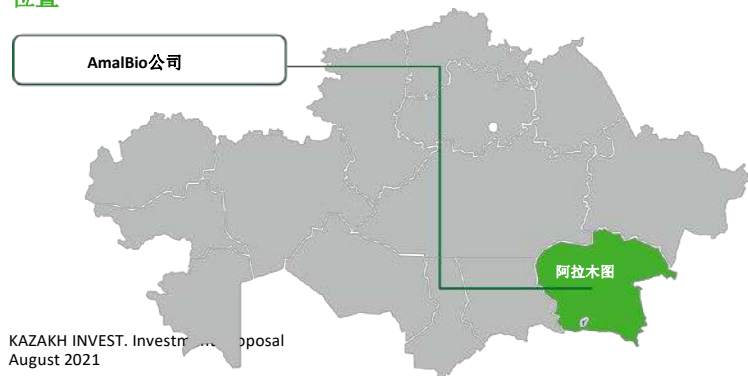 位置
AmalBio公司
阿拉木图
KAZAKH INVEST. Investm
oposal
August 2021